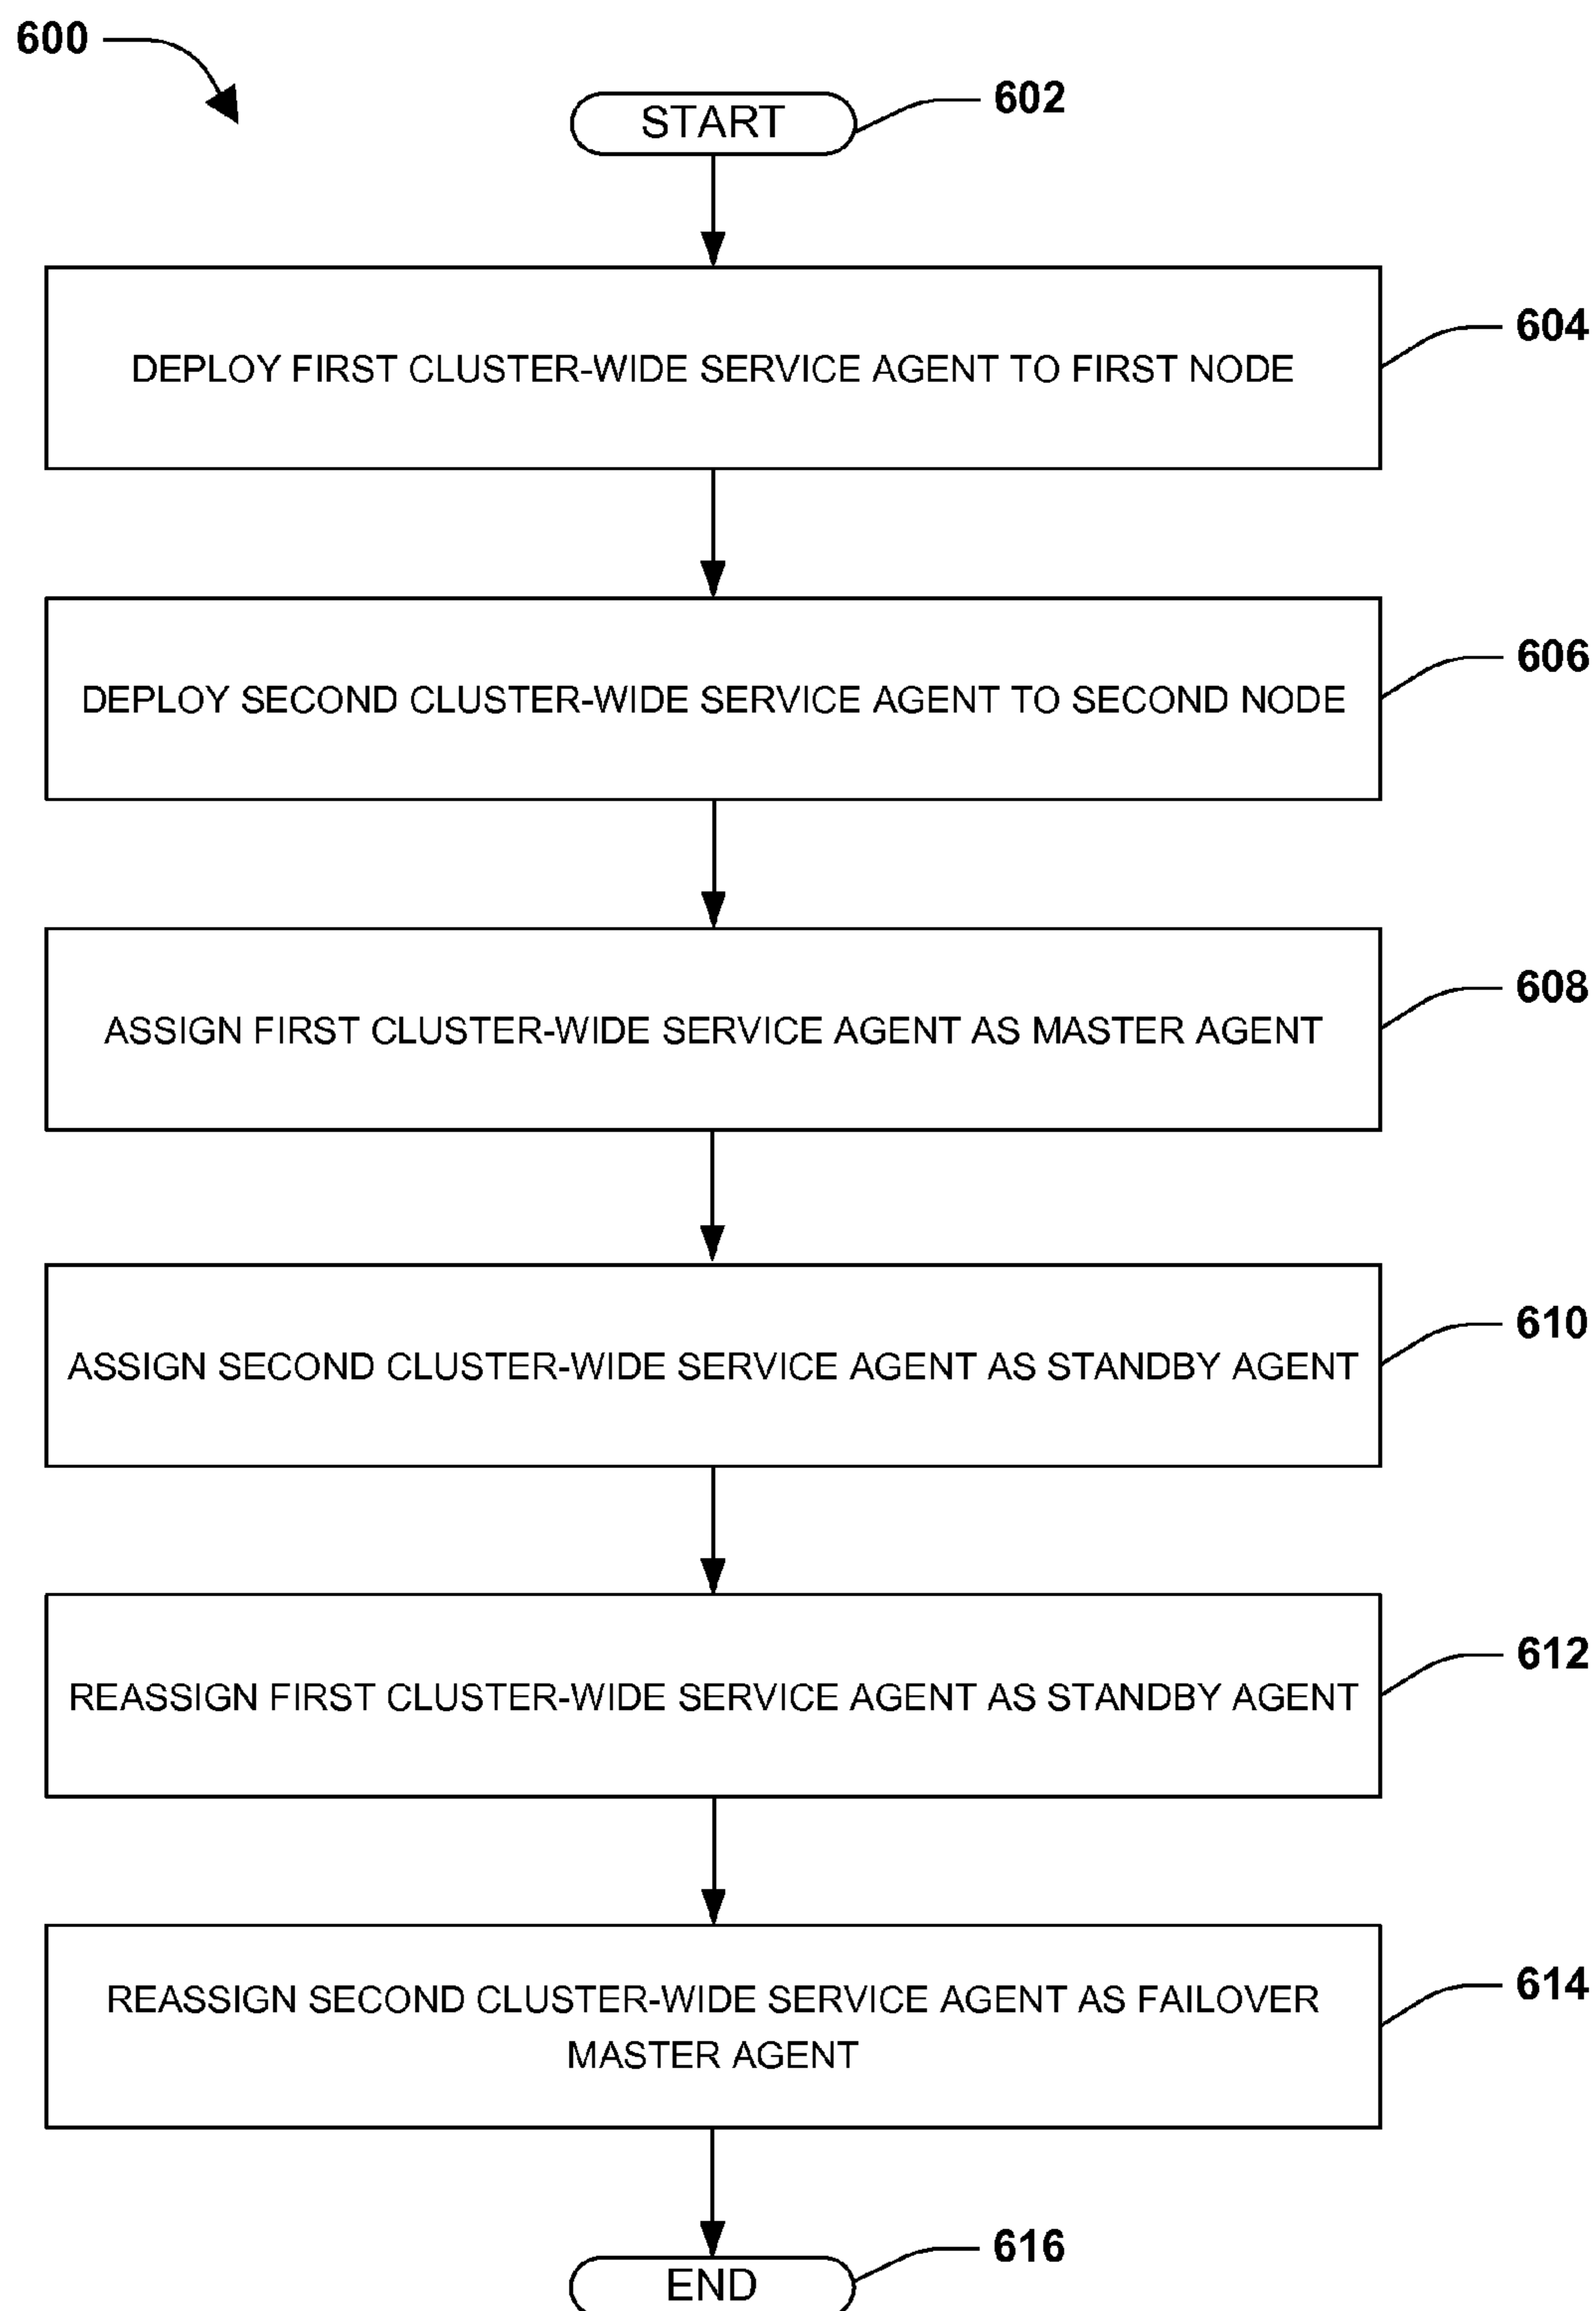 600
START
602
DEPLOY FIRST CLUSTER-WIDE SERVICE AGENT TO FIRST NODE
604
DEPLOY SECOND CLUSTER-WIDE SERVICE AGENT TO SECOND NODE
606
ASSIGN FIRST CLUSTER-WIDE SERVICE AGENT AS MASTER AGENT
608
ASSIGN SECOND CLUSTER-WIDE SERVICE AGENT AS STANDBY AGENT
610
REASSIGN FIRST CLUSTER-WIDE SERVICE AGENT AS STANDBY AGENT
612
REASSIGN SECOND CLUSTER-WIDE SERVICE AGENT AS FAILOVER
MASTER AGENT
614
END
616